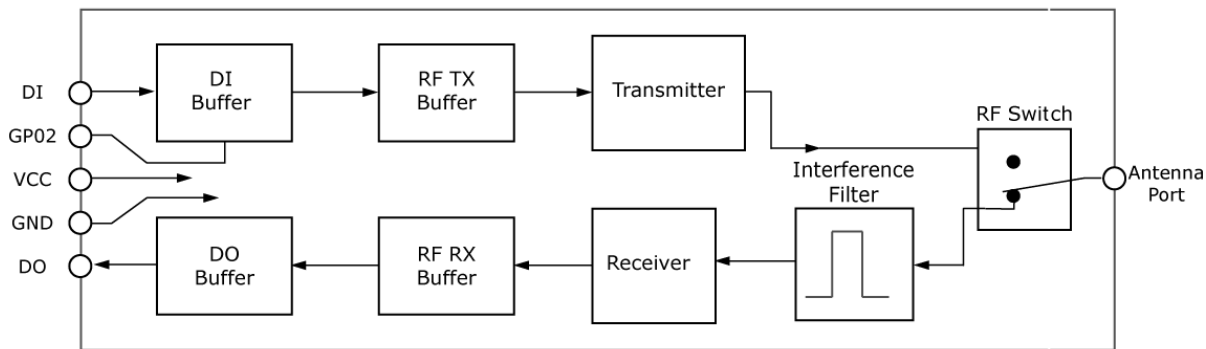 DI
GP02
VCC
GND
DO
DI
Buffer
RF TX
Buffer
Transmitter
RF Switch
Antenna
Port
Interference
Filter
DO
Buffer
RF RX
Buffer
Receiver